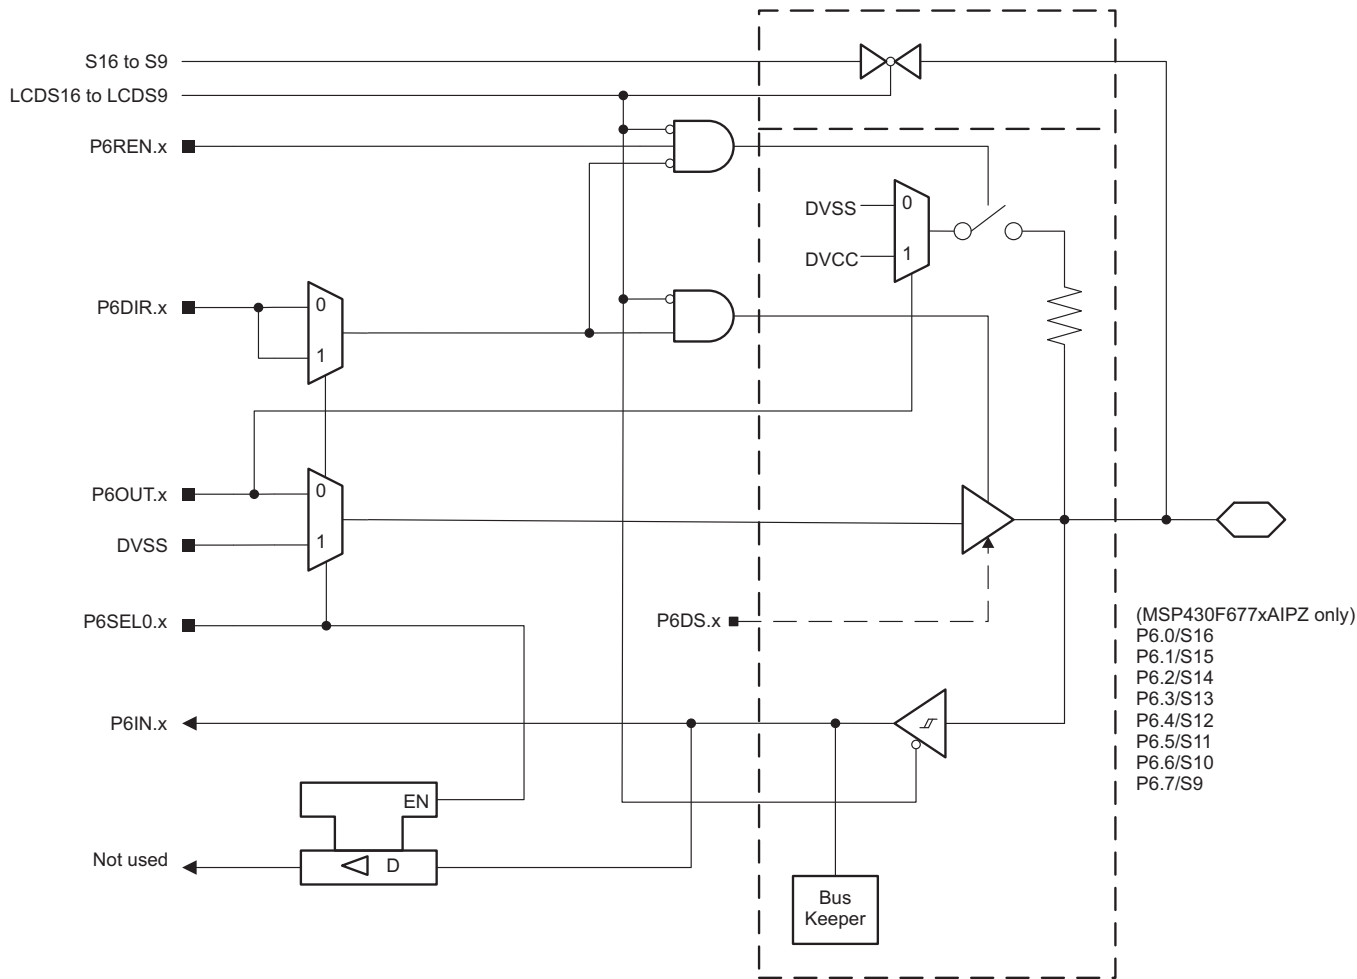 S16 to S9
LCDS16 to LCDS9
P6REN.x
DVSS
0
DVCC
1
P6DIR.x
0
1
P6OUT.x
0
DVSS
1
P6SEL0.x
P6DS.x
(MSP430F677xAIPZ only)
P6.0/S16
P6.1/S15
P6.2/S14
P6.3/S13
P6.4/S12
P6.5/S11
P6.6/S10
P6.7/S9
P6IN.x
EN
Not used
D
Bus
Keeper